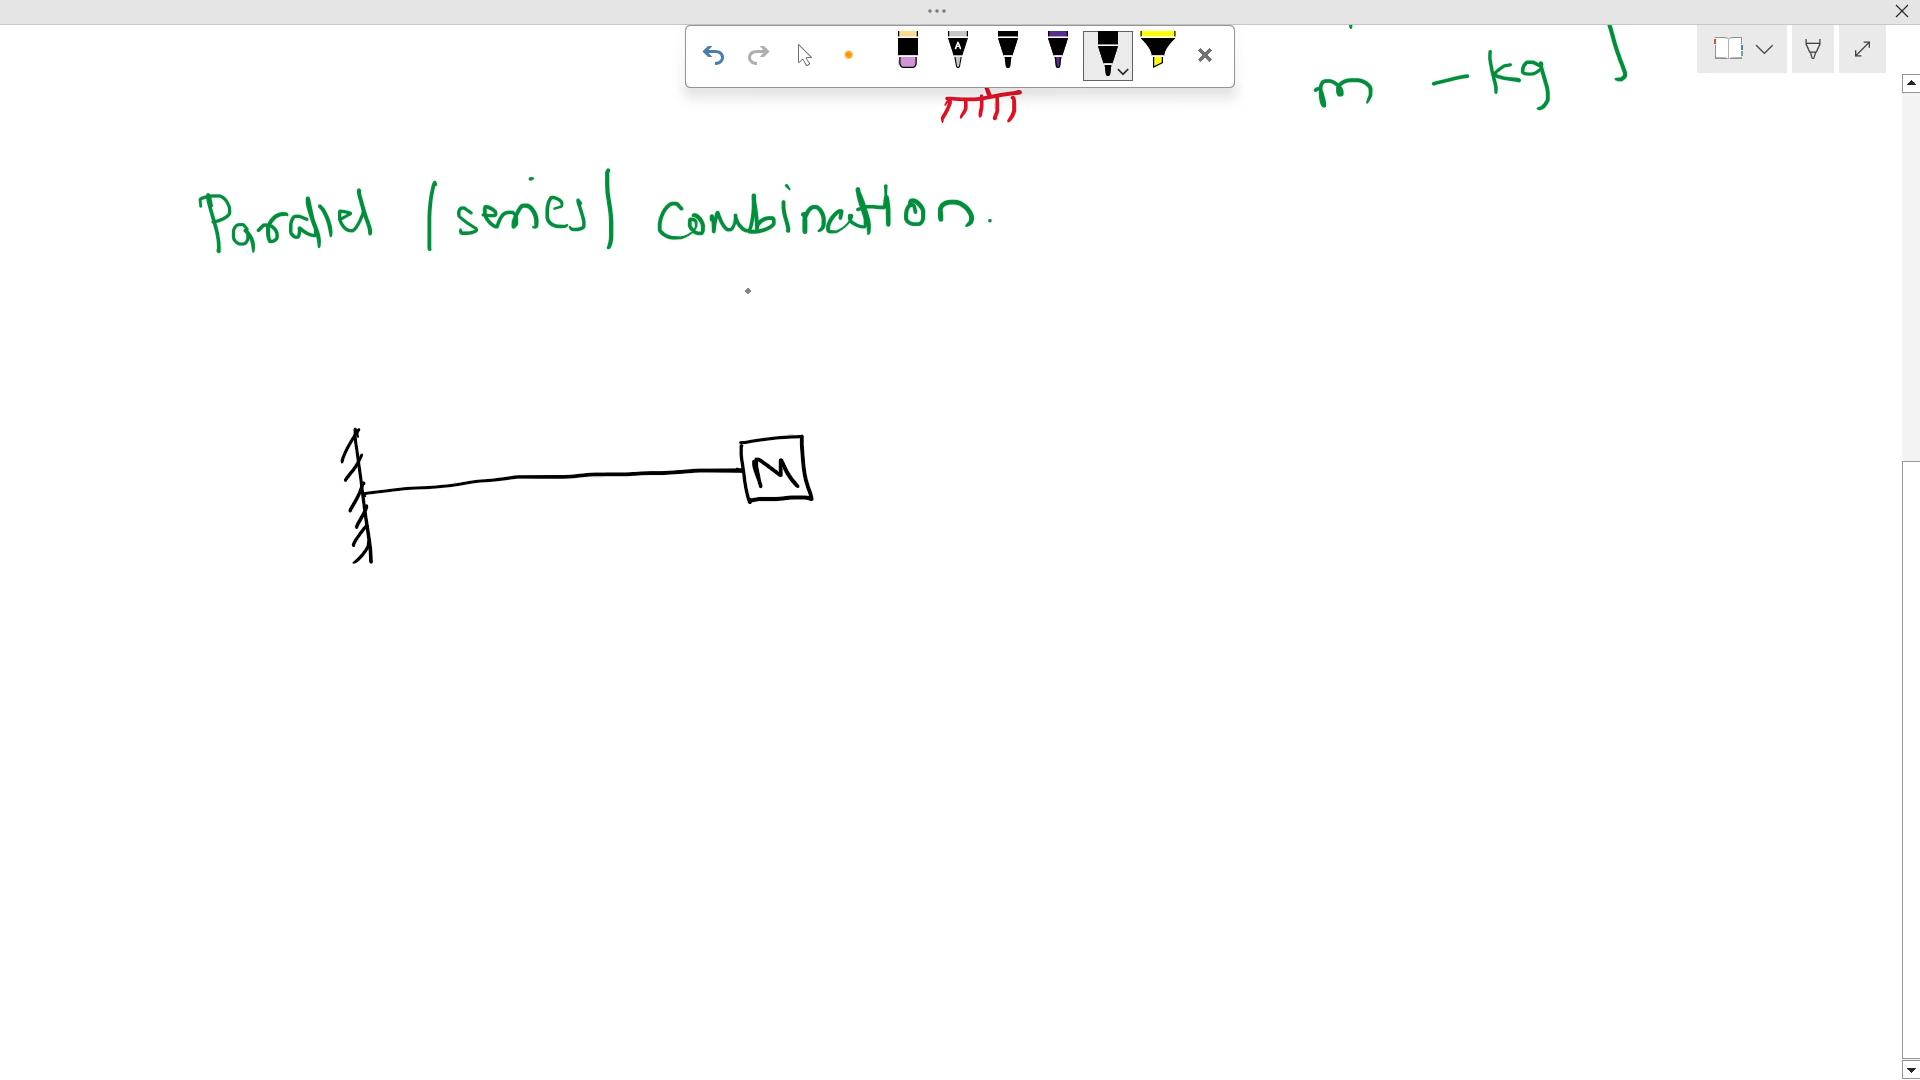 m - kg
Parallel / series / combination.
M